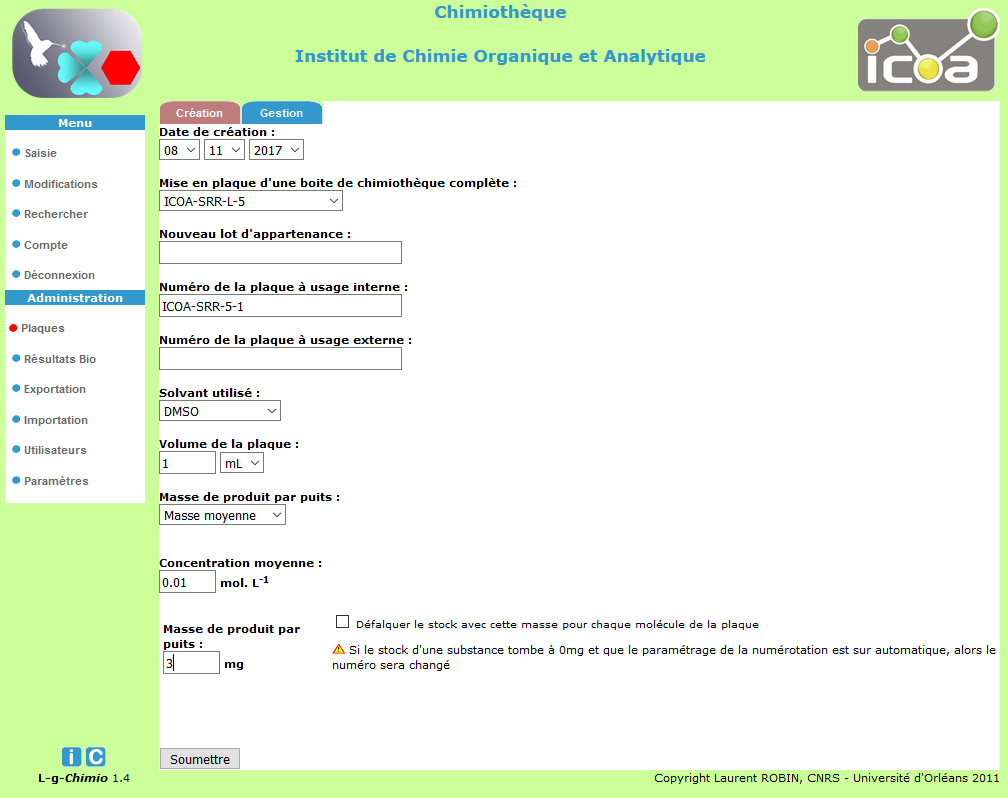 Chimiothèque
Institut de Chimie Organique et Analytique
icoa
Menu
Saisie
Modifications
Rechercher
Compte
Déconnexion
Administration
Plaques
Résultats Bio
Exportation
Importation
Utilisateurs
Paramètres
Création Gestion
Date de création :
08 11 2017
Mise en plaque d'une boite de chimiothèque complète :
ICOA-SRR-L-5
Nouveau lot d'appartenance :
Numéro de la plaque à usage interne :
ICOA-SRR-5-1
Numéro de la plaque à usage externe :
Solvant utilisé :
DMSO
Volume de la plaque :
1 mL
Masse de produit par puits :
Masse moyenne
Concentration moyenne :
0.01 mol. L-1
Masse de produit par
puits :
3 mg
Défalquer le stock avec cette masse pour chaque molécule de la plaque
Si le stock d'une substance tombe à 0mg et que le paramétrage de la numérotation est sur automatique, alors le
numéro sera changé
Soumettre
i C
L-g-Chimio 1.4
Copyright Laurent ROBIN, CNRS - Université d'Orléans 2011